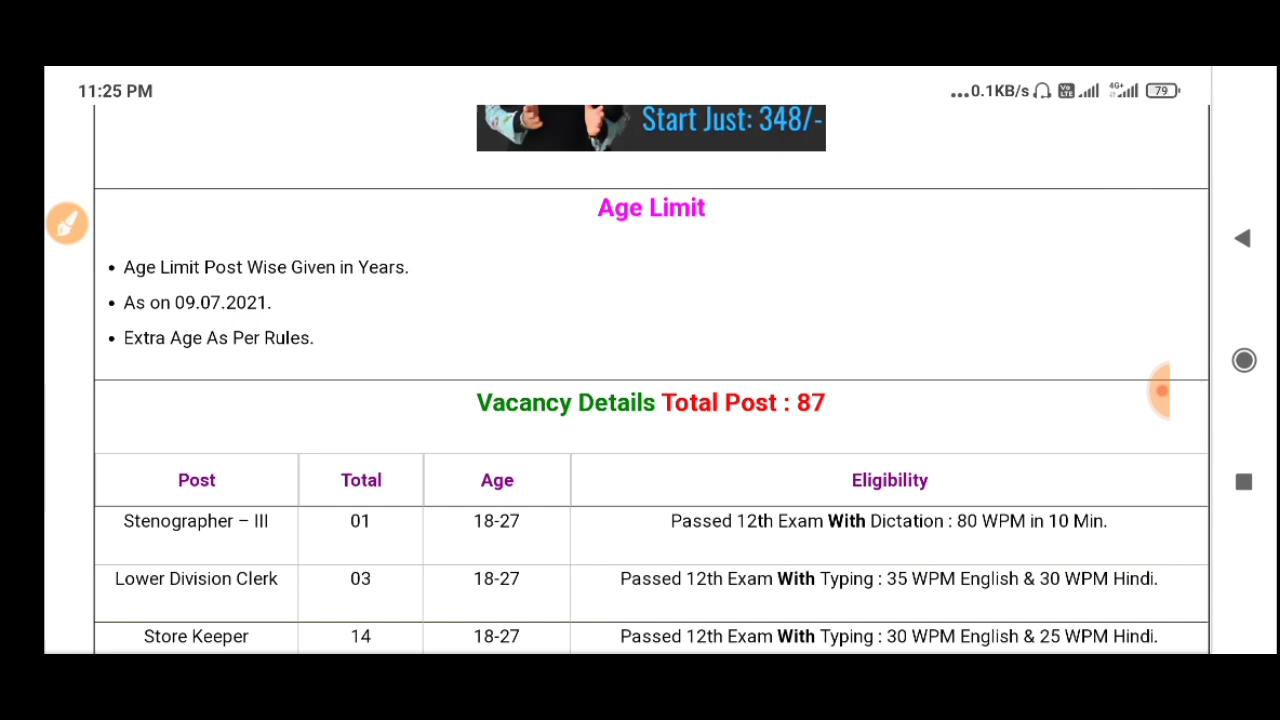 11:25 PM
...0.1KB/s Vo LTE 4G+ 79
Start Just: 348/-
Age Limit
• Age Limit Post Wise Given in Years.
• As on 09.07.2021.
• Extra Age As Per Rules.
Vacancy Details Total Post : 87
Post Total Age Eligibility
Stenographer – III 01 18-27 Passed 12th Exam With Dictation : 80 WPM in 10 Min.
Lower Division Clerk 03 18-27 Passed 12th Exam With Typing : 35 WPM English & 30 WPM Hindi.
Store Keeper 14 18-27 Passed 12th Exam With Typing : 30 WPM English & 25 WPM Hindi.